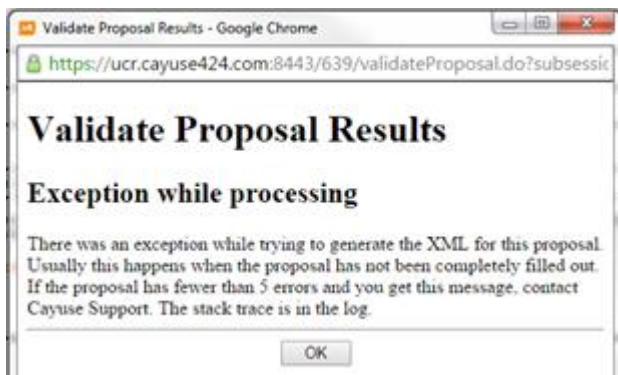 Validate Proposal Results - Google Chrome
https://ucr.cayuse424.com:8443/639/validateProposal.do?subsessic
Validate Proposal Results
Exception while processing
There was an exception while trying to generate the XML for this proposal.
Usually this happens when the proposal has not been completely filled out.
If the proposal has fewer than 5 errors and you get this message, contact
Cayuse Support. The stack trace is in the log.
OK